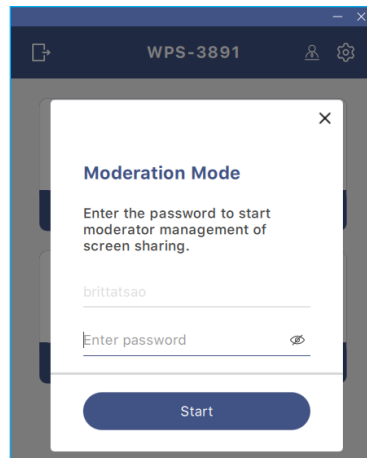 WPS-3891
Moderation Mode
Enter the password to start
moderator management of
screen sharing.
brittatsao
Enter password
Start